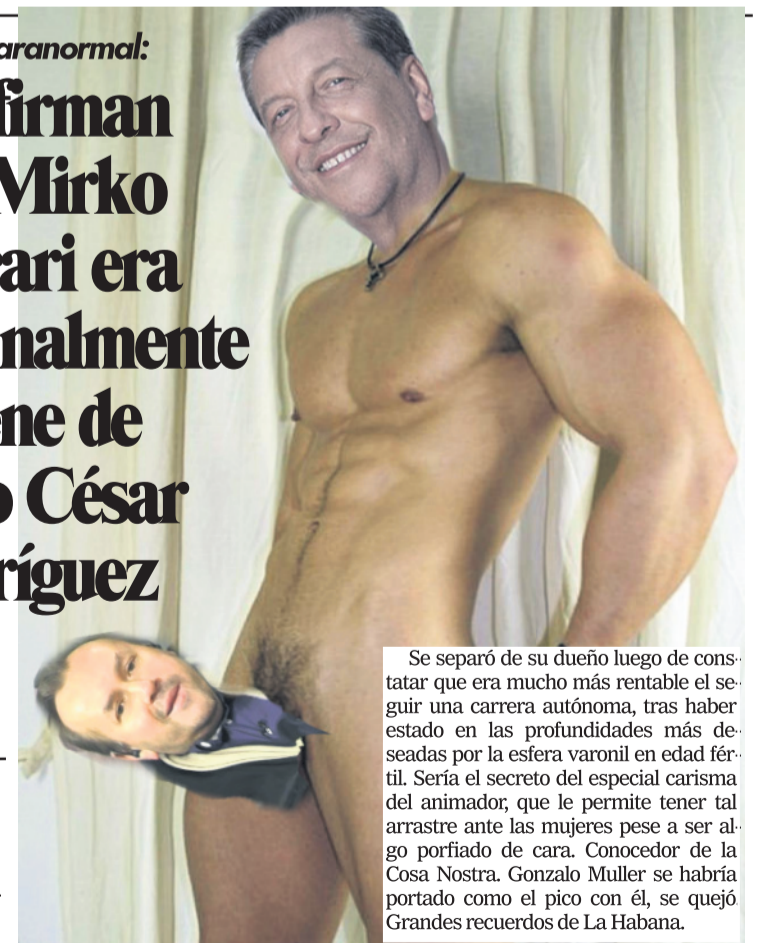 aranormal:
firman
Mirko
rari era
nalmente
ene de
o César
ríguez
Se separó de su dueño luego de cons-
tatar que era mucho más rentable el se-
guir una carrera autónoma, tras haber
estado en las profundidades más de-
seadas por la esfera varonil en edad fér-
til. Sería el secreto del especial carisma
del animador, que le permite tener tal
arrastre ante las mujeres pese a ser al-
go porfiado de cara. Conocedor de la
Cosa Nostra. Gonzalo Muller se habría
portado como el pico con él, se quejó.
Grandes recuerdos de La Habana.